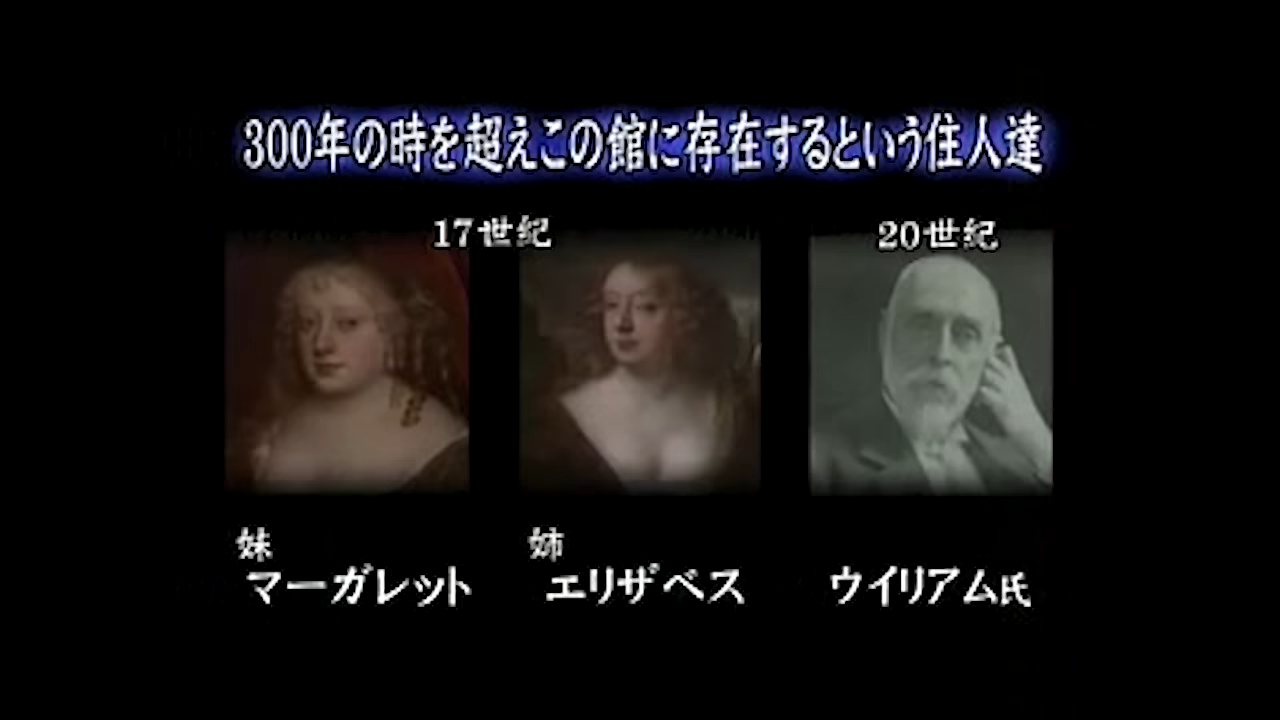 300年の時を超えこの館に存在するという住人達
17世紀
20世紀
妹
マーガレット
姉
エリザベス
ウイリアム氏